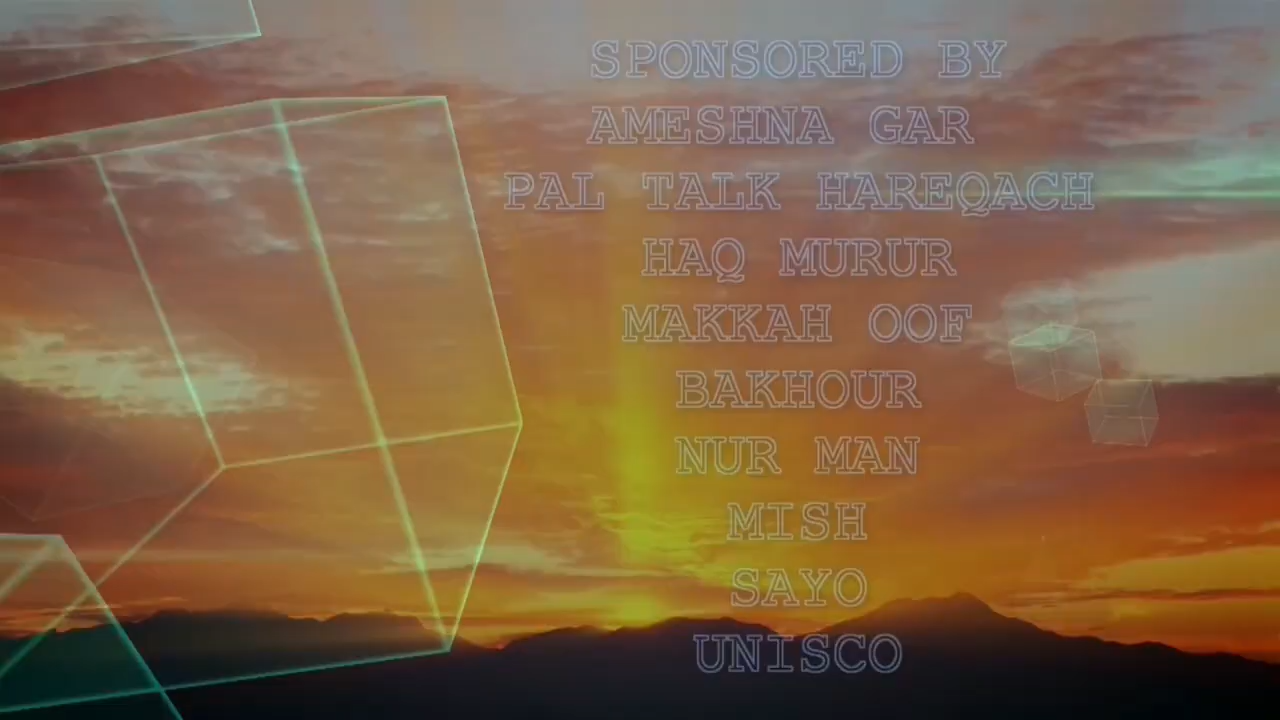 SPONSORED BY
AMESHNA GAR
PAL TALK HAREQACH
HAQ MURUR
MAKKAH OOF
BAKHOUR
NUR MAN
MISH
SAYO
UNISCO